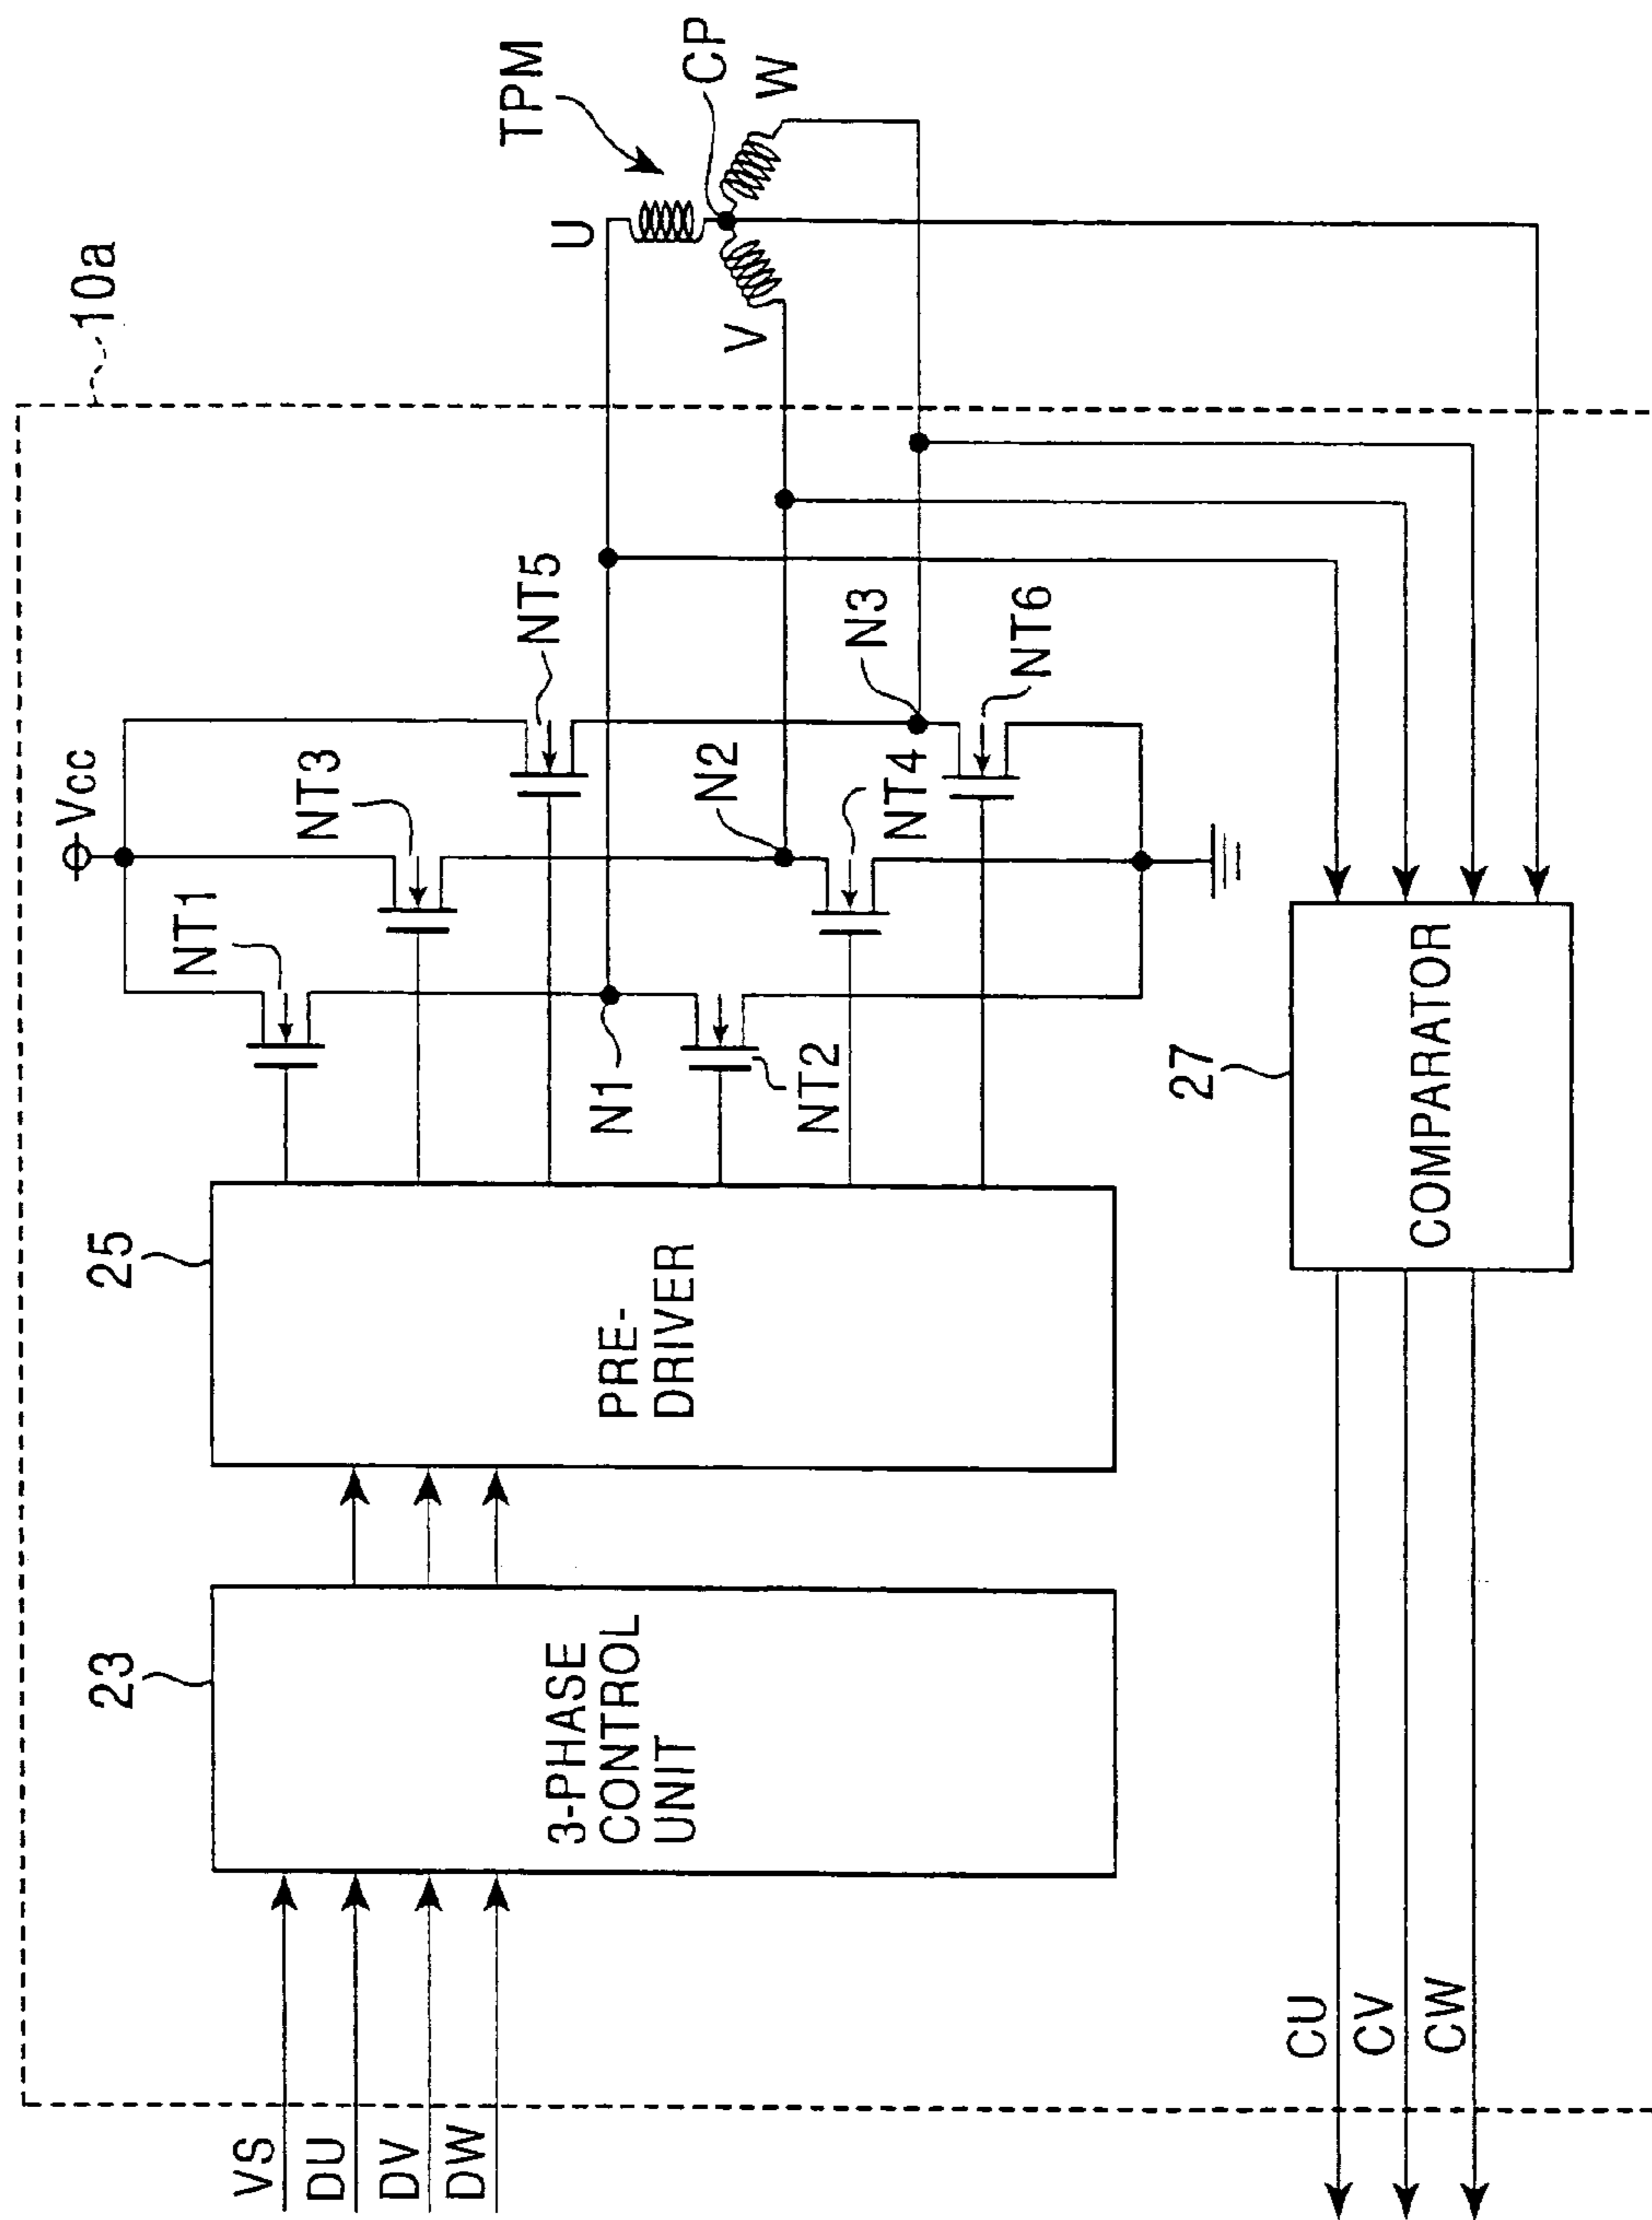 10a
Vcc
NT1
NT3
NT5
TPM
U
CP
W
V
N1
N2
N3
NT2
NT4
NT6
25
PRE-
DRIVER
23
3-PHASE
CONTROL
UNIT
VS
DU
DV
DW
27
COMPARATOR
CU
CV
CW